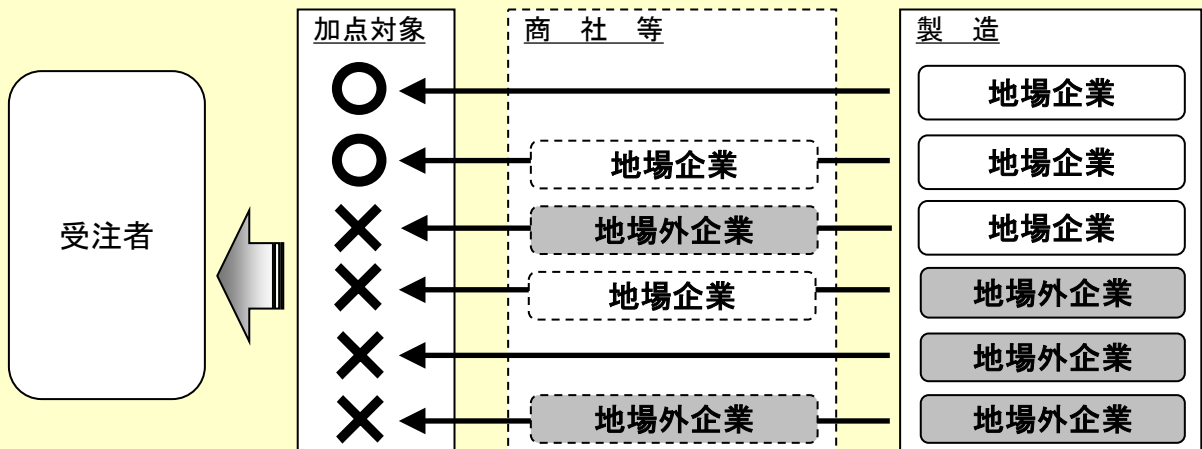 加点対象
商　社　等
製　造
地場企業
地場企業
地場企業
地場外企業
地場企業
地場企業
地場外企業
地場外企業
地場外企業
地場外企業
受注者